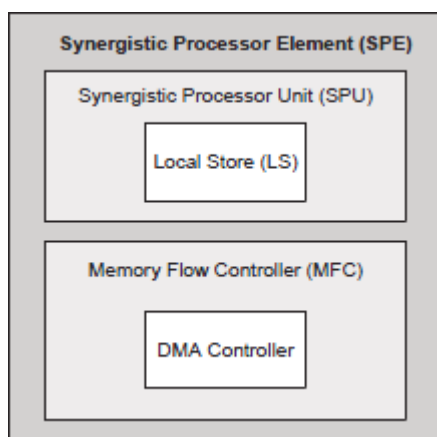 Synergistic Processor Element (SPE)
Synergistic Processor Unit (SPU)
Local Store (LS)
Memory Flow Controller (MFC)
DMA Controller